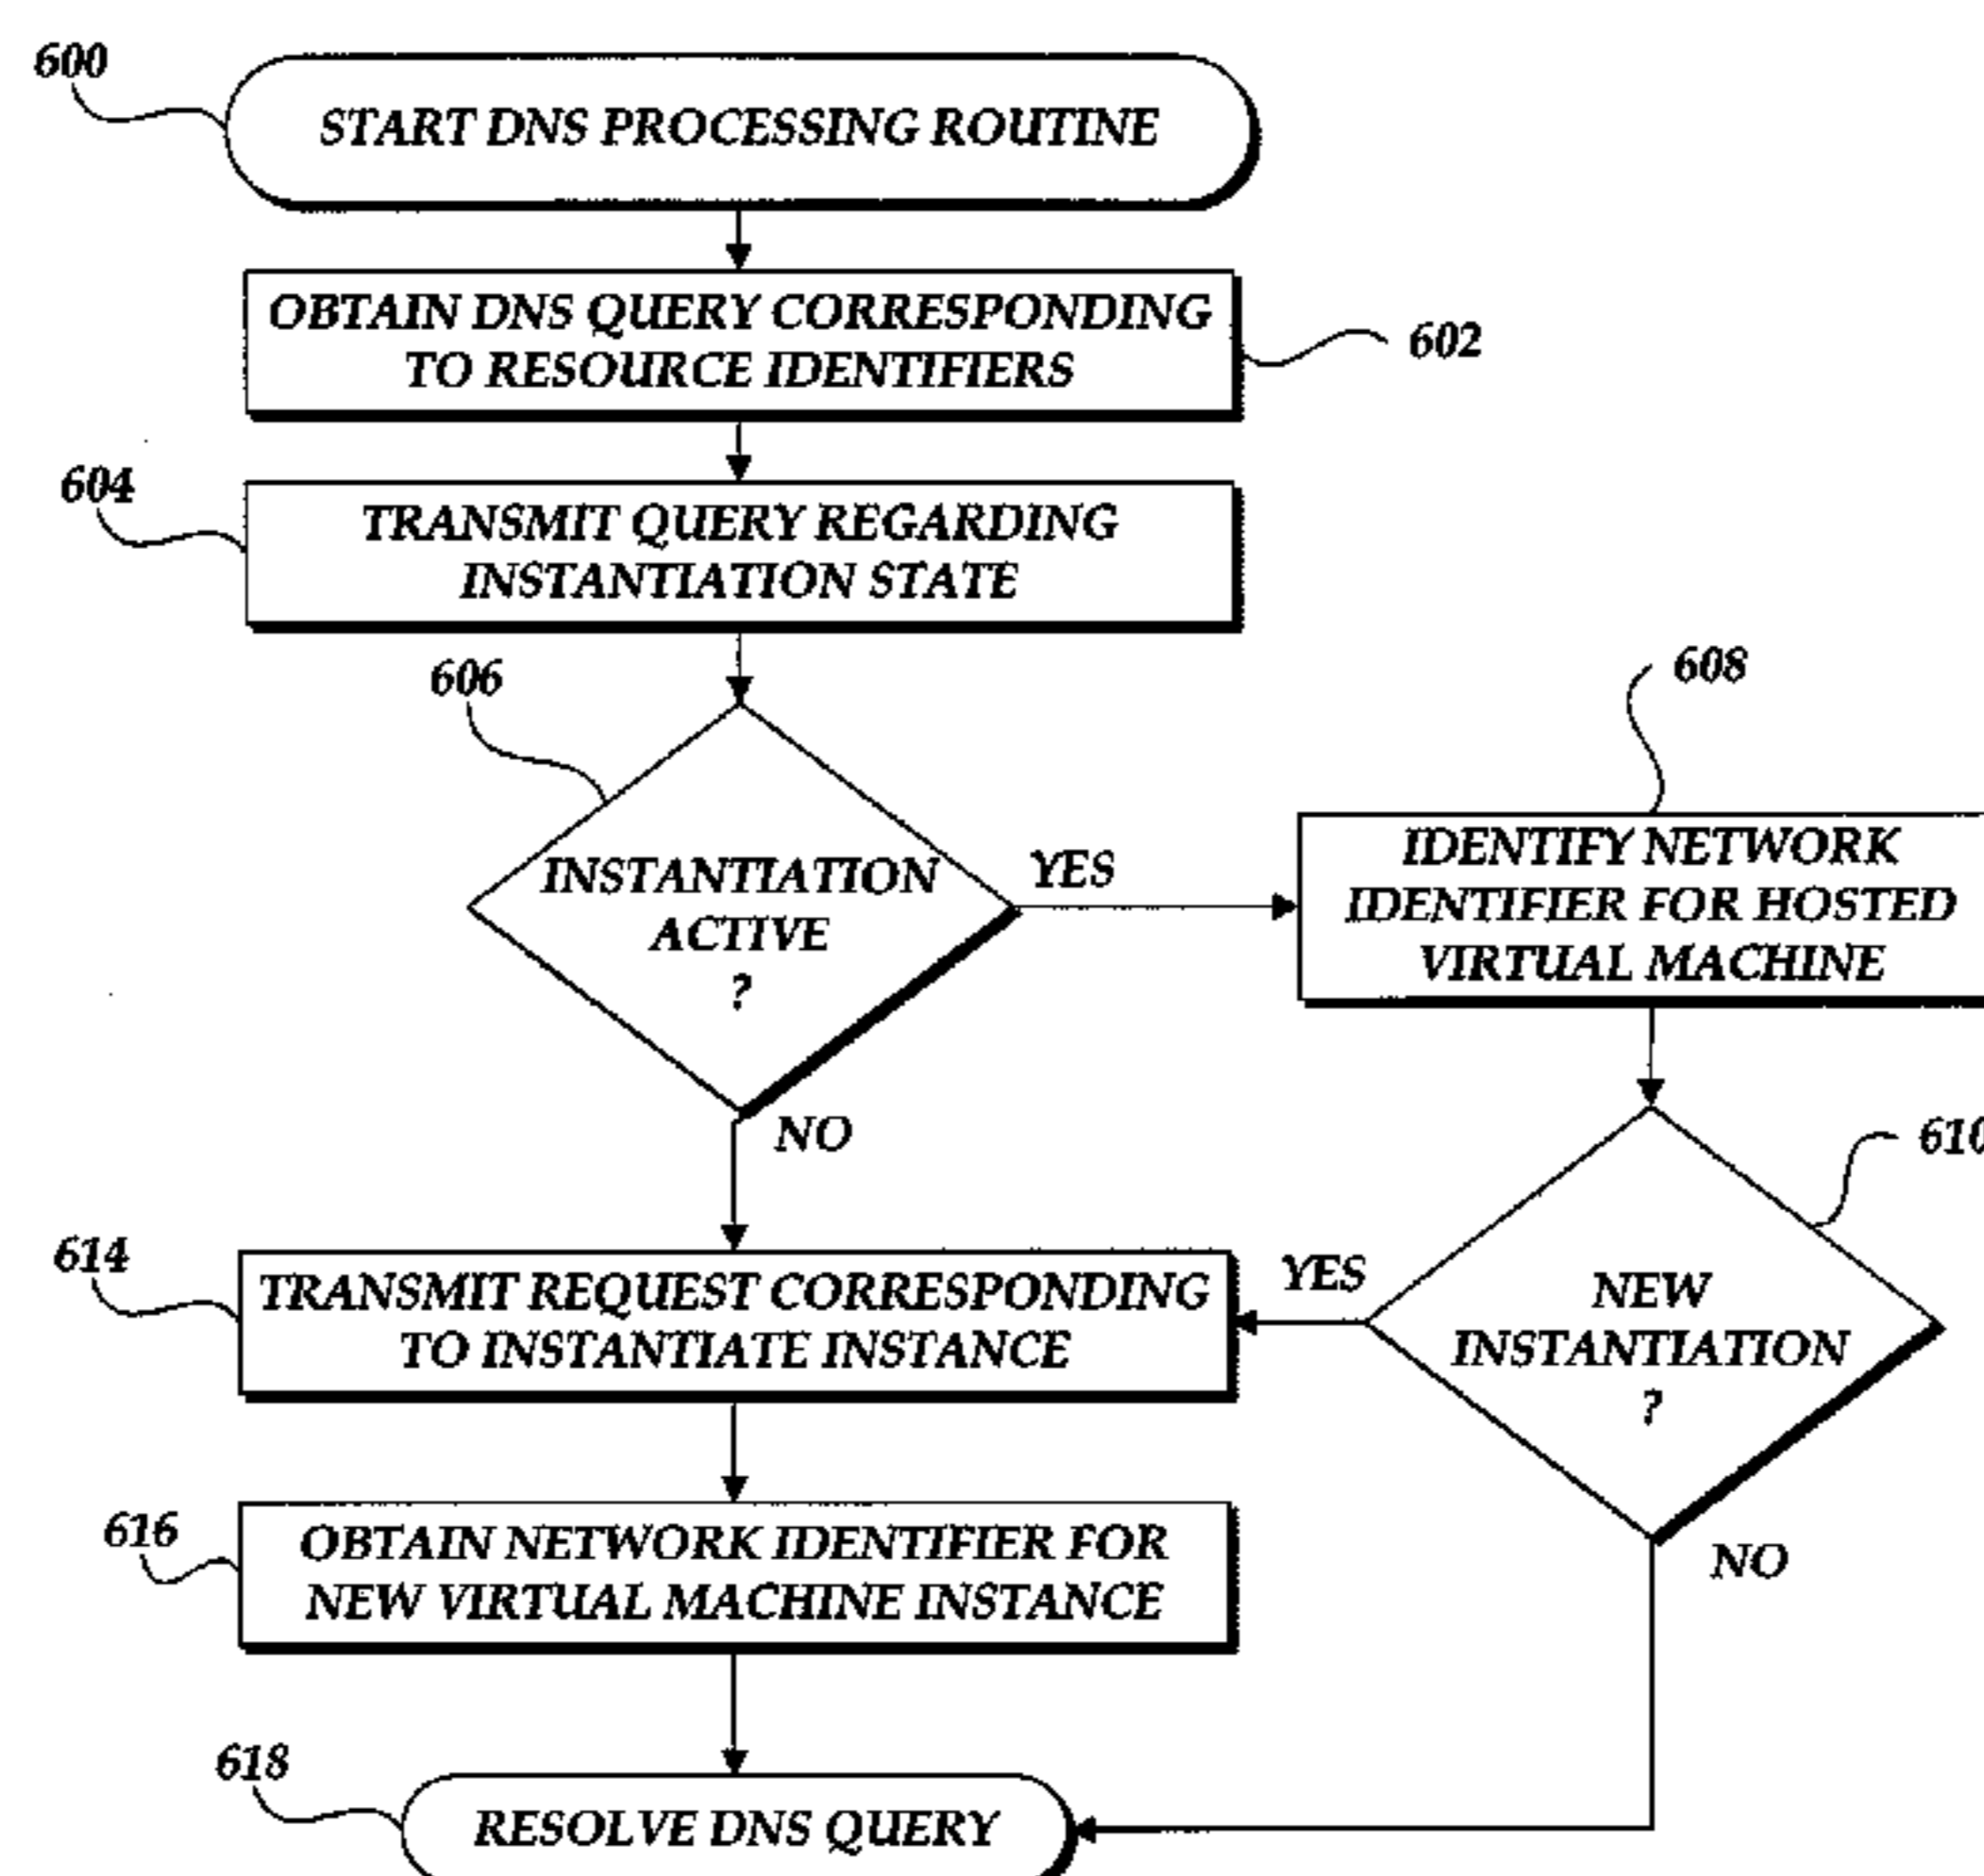 600
START DNS PROCESSING ROUTINE
OBTAIN DNS QUERY CORRESPONDING
TO RESOURCE IDENTIFIERS
602
604
TRANSMIT QUERY REGARDING
INSTANTIATION STATE
606
608
INSTANTIATION
ACTIVE
?
YES
IDENTIFY NETWORK
IDENTIFIER FOR HOSTED
VIRTUAL MACHINE
NO
610
614
TRANSMIT REQUEST CORRESPONDING
TO INSTANTIATE INSTANCE
YES
NEW
INSTANTIATION
?
616
OBTAIN NETWORK IDENTIFIER FOR
NEW VIRTUAL MACHINE INSTANCE
NO
618
RESOLVE DNS QUERY